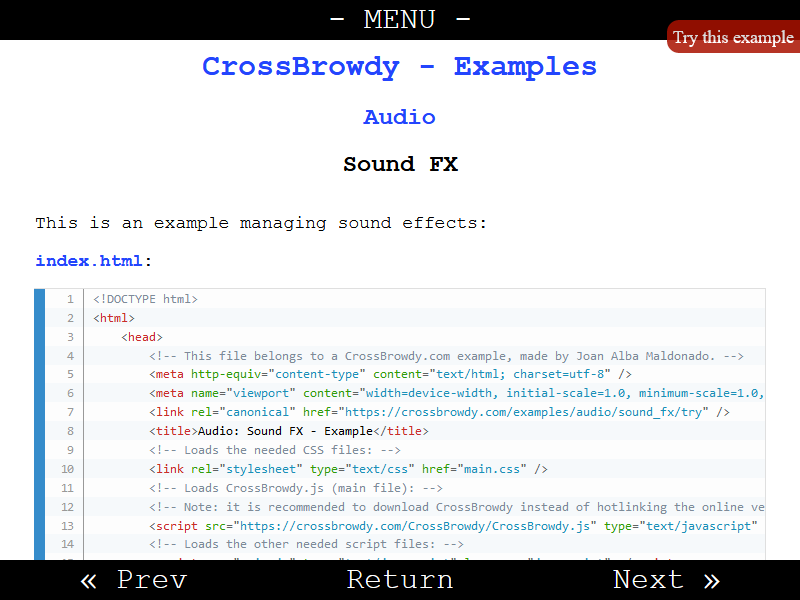 - MENU -
Try this example
CrossBrowdy - Examples
Audio
Sound FX
This is an example managing sound effects:
index.html:
1 <!DOCTYPE html>
2 <html>
3 <head>
4 <!-- This file belongs to a CrossBrowdy.com example, made by Joan Alba Maldonado. -->
5 <meta http-equiv="content-type" content="text/html; charset=utf-8" />
6 <meta name="viewport" content="width=device-width, initial-scale=1.0, minimum-scale=1.0,
7 <link rel="canonical" href="https://crossbrowdy.com/examples/audio/sound_fx/try" />
8 <title>Audio: Sound FX - Example</title>
9 <!-- Loads the needed CSS files: -->
10 <link rel="stylesheet" type="text/css" href="main.css" />
11 <!-- Loads CrossBrowdy.js (main file): -->
12 <!-- Note: it is recommended to download CrossBrowdy instead of hotlinking the online ve
13 <script src="https://crossbrowdy.com/CrossBrowdy/CrossBrowdy.js" type="text/javascript"
14 <!-- Loads the other needed script files: -->
« Prev
Return
Next »